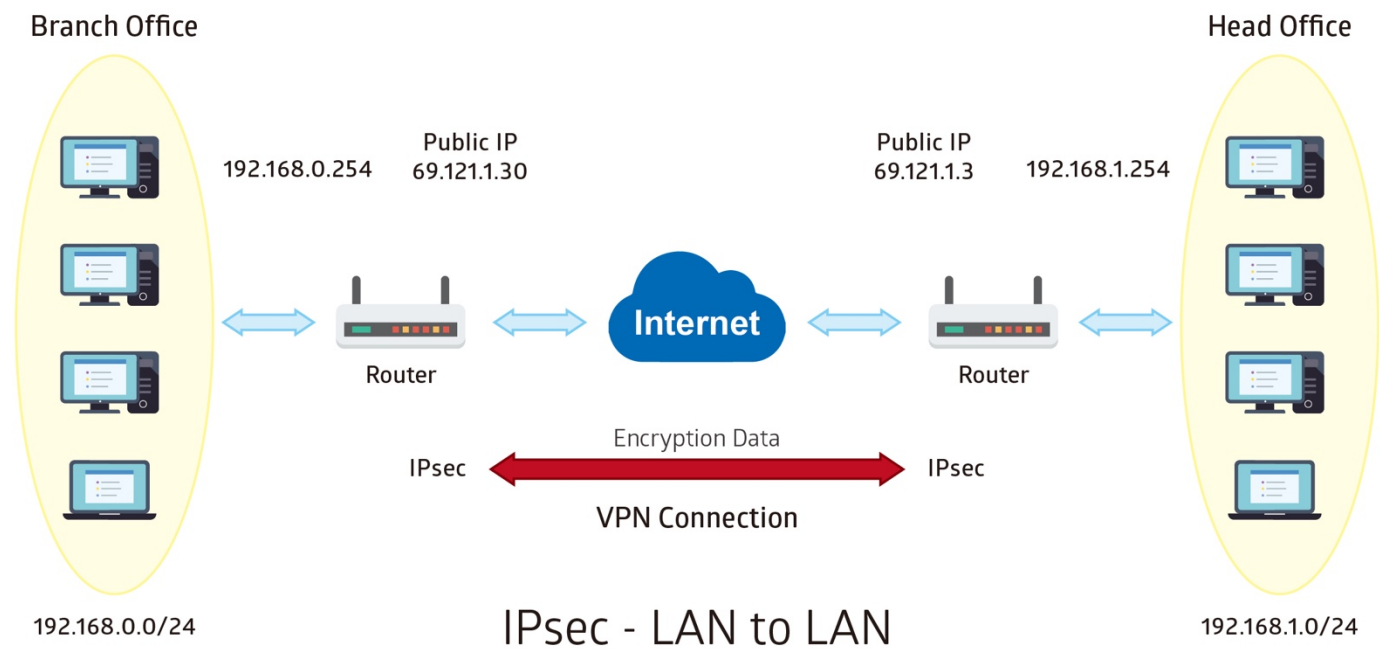 Branch Office
Head Office
Public IP
69.121.1.30
192.168.0.254
Public IP
69.121.1.3
192.168.1.254
Internet
Router
Router
Encryption Data
IPsec
IPsec
VPN Connection
192.168.0.0/24
IPsec - LAN to LAN
192.168.1.0/24